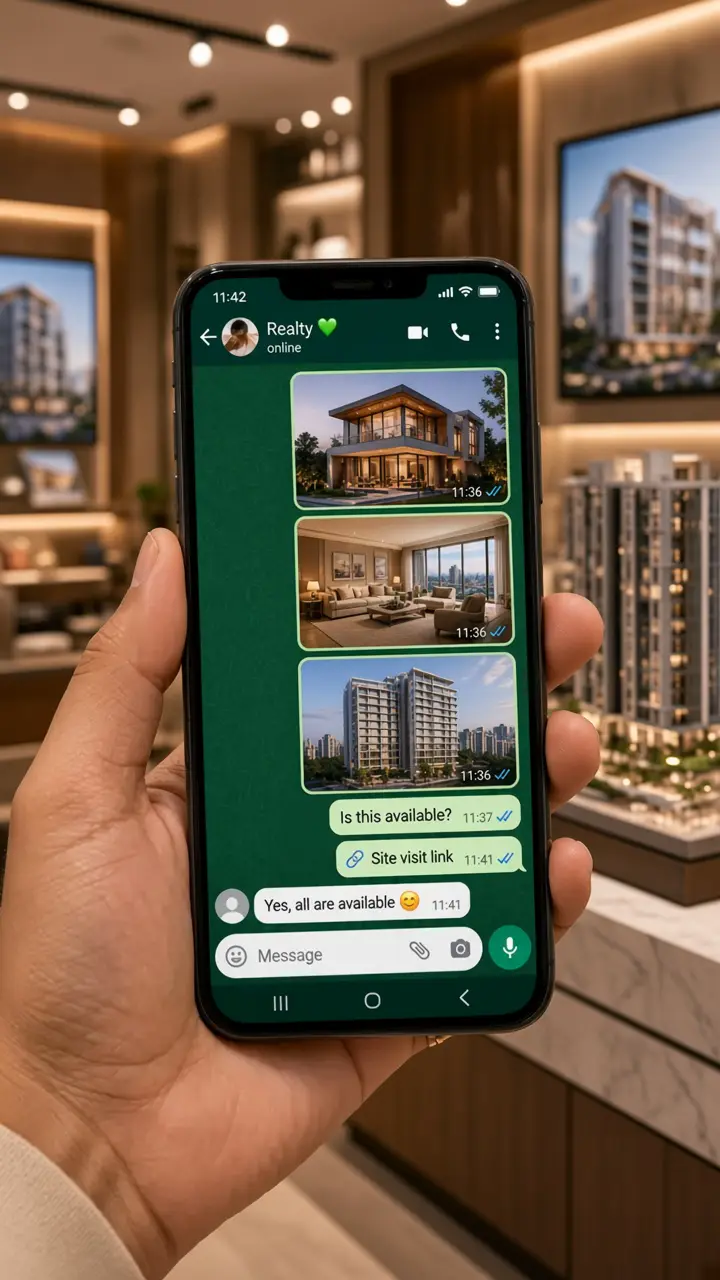 11:42
Realty 💚
online
11:36
11:36
11:36
Is this available? 11:37
Site visit link 11:41
Yes, all are available 😊 11:41
Message